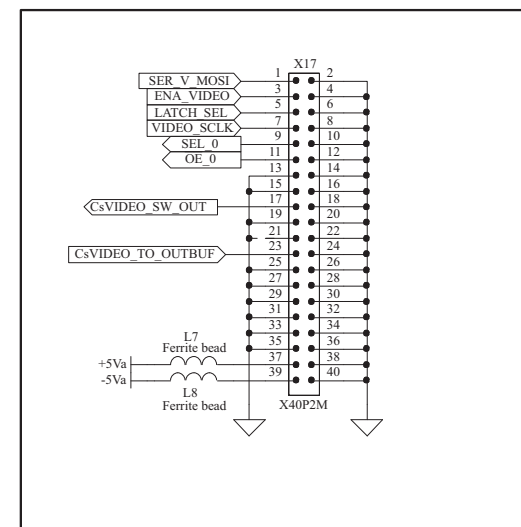 X17
1 2
SER_V_MOSI
3 4
ENA_VIDEO
5 6
LATCH_SEL
7 8
VIDEO_SCLK
9 10
SEL_0
11 12
OE_0
13 14
15 16
17 18
CsVIDEO_SW_OUT
19 20
21 22
23 24
CsVIDEO_TO_OUTBUF
25 26
27 28
29 30
31 32
33 34
L7
35 36
Ferrite bead
37 38
+5Va
39 40
-5Va
L8
Ferrite bead
X40P2M